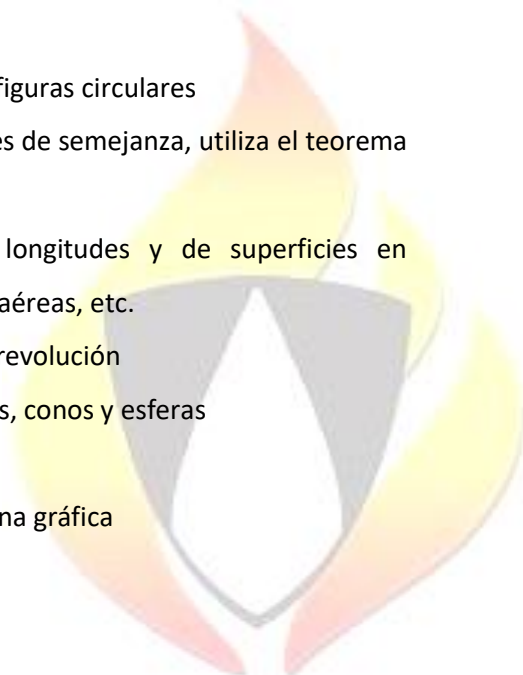 figuras circulares
es de semejanza, utiliza el teorema
longitudes y de superficies en
aéreas, etc.
revolución
s, conos y esferas
na gráfica